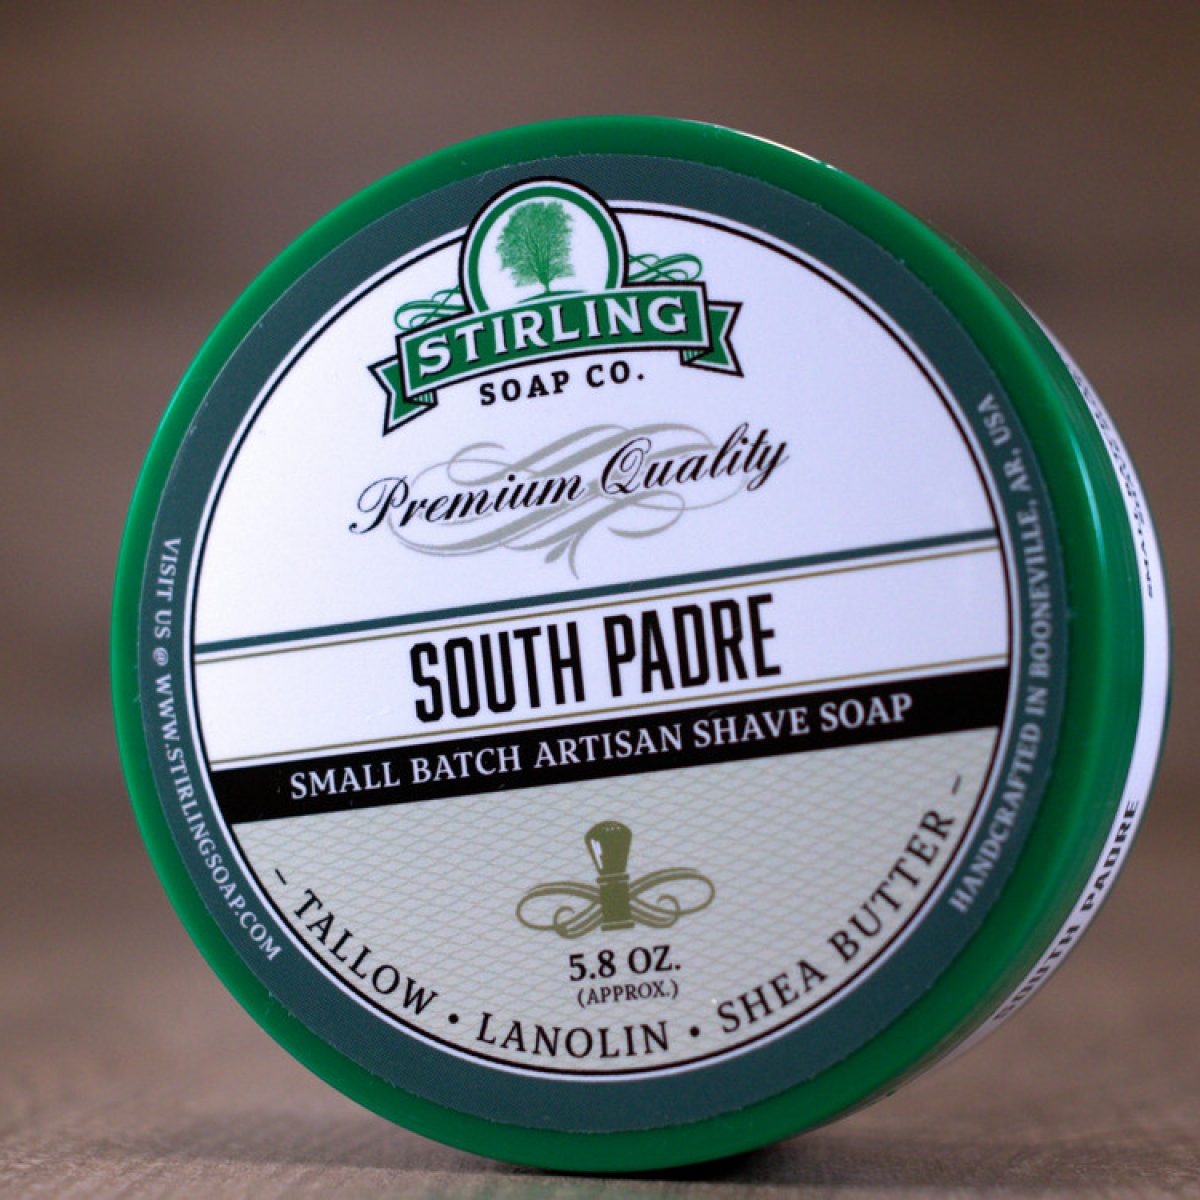 STIRLING
SOAP CO.
Premium Quality
SOUTH PADRE
SMALL BATCH ARTISAN SHAVE SOAP
5.8 OZ.
(APPROX.)
– TALLOW • LANOLIN • SHEA BUTTER –
VISIT US @ WWW.STIRLINGSOAP.COM
HANDCRAFTED IN BOONEVILLE, AR, USA
SOUTH PADRE